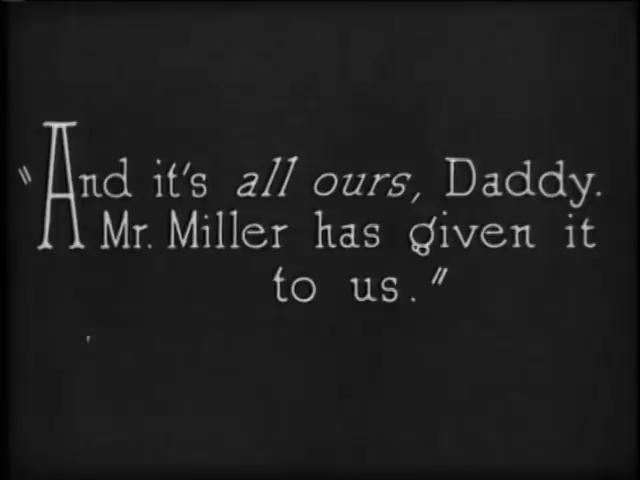 "And it's all ours, Daddy.
Mr. Miller has given it
to us."